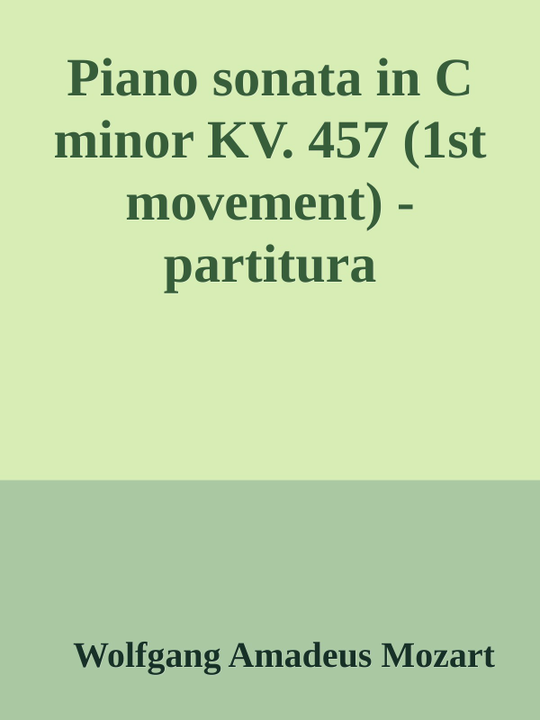 Piano sonata in C
minor KV. 457 (1st
movement) -
partitura
Wolfgang Amadeus Mozart